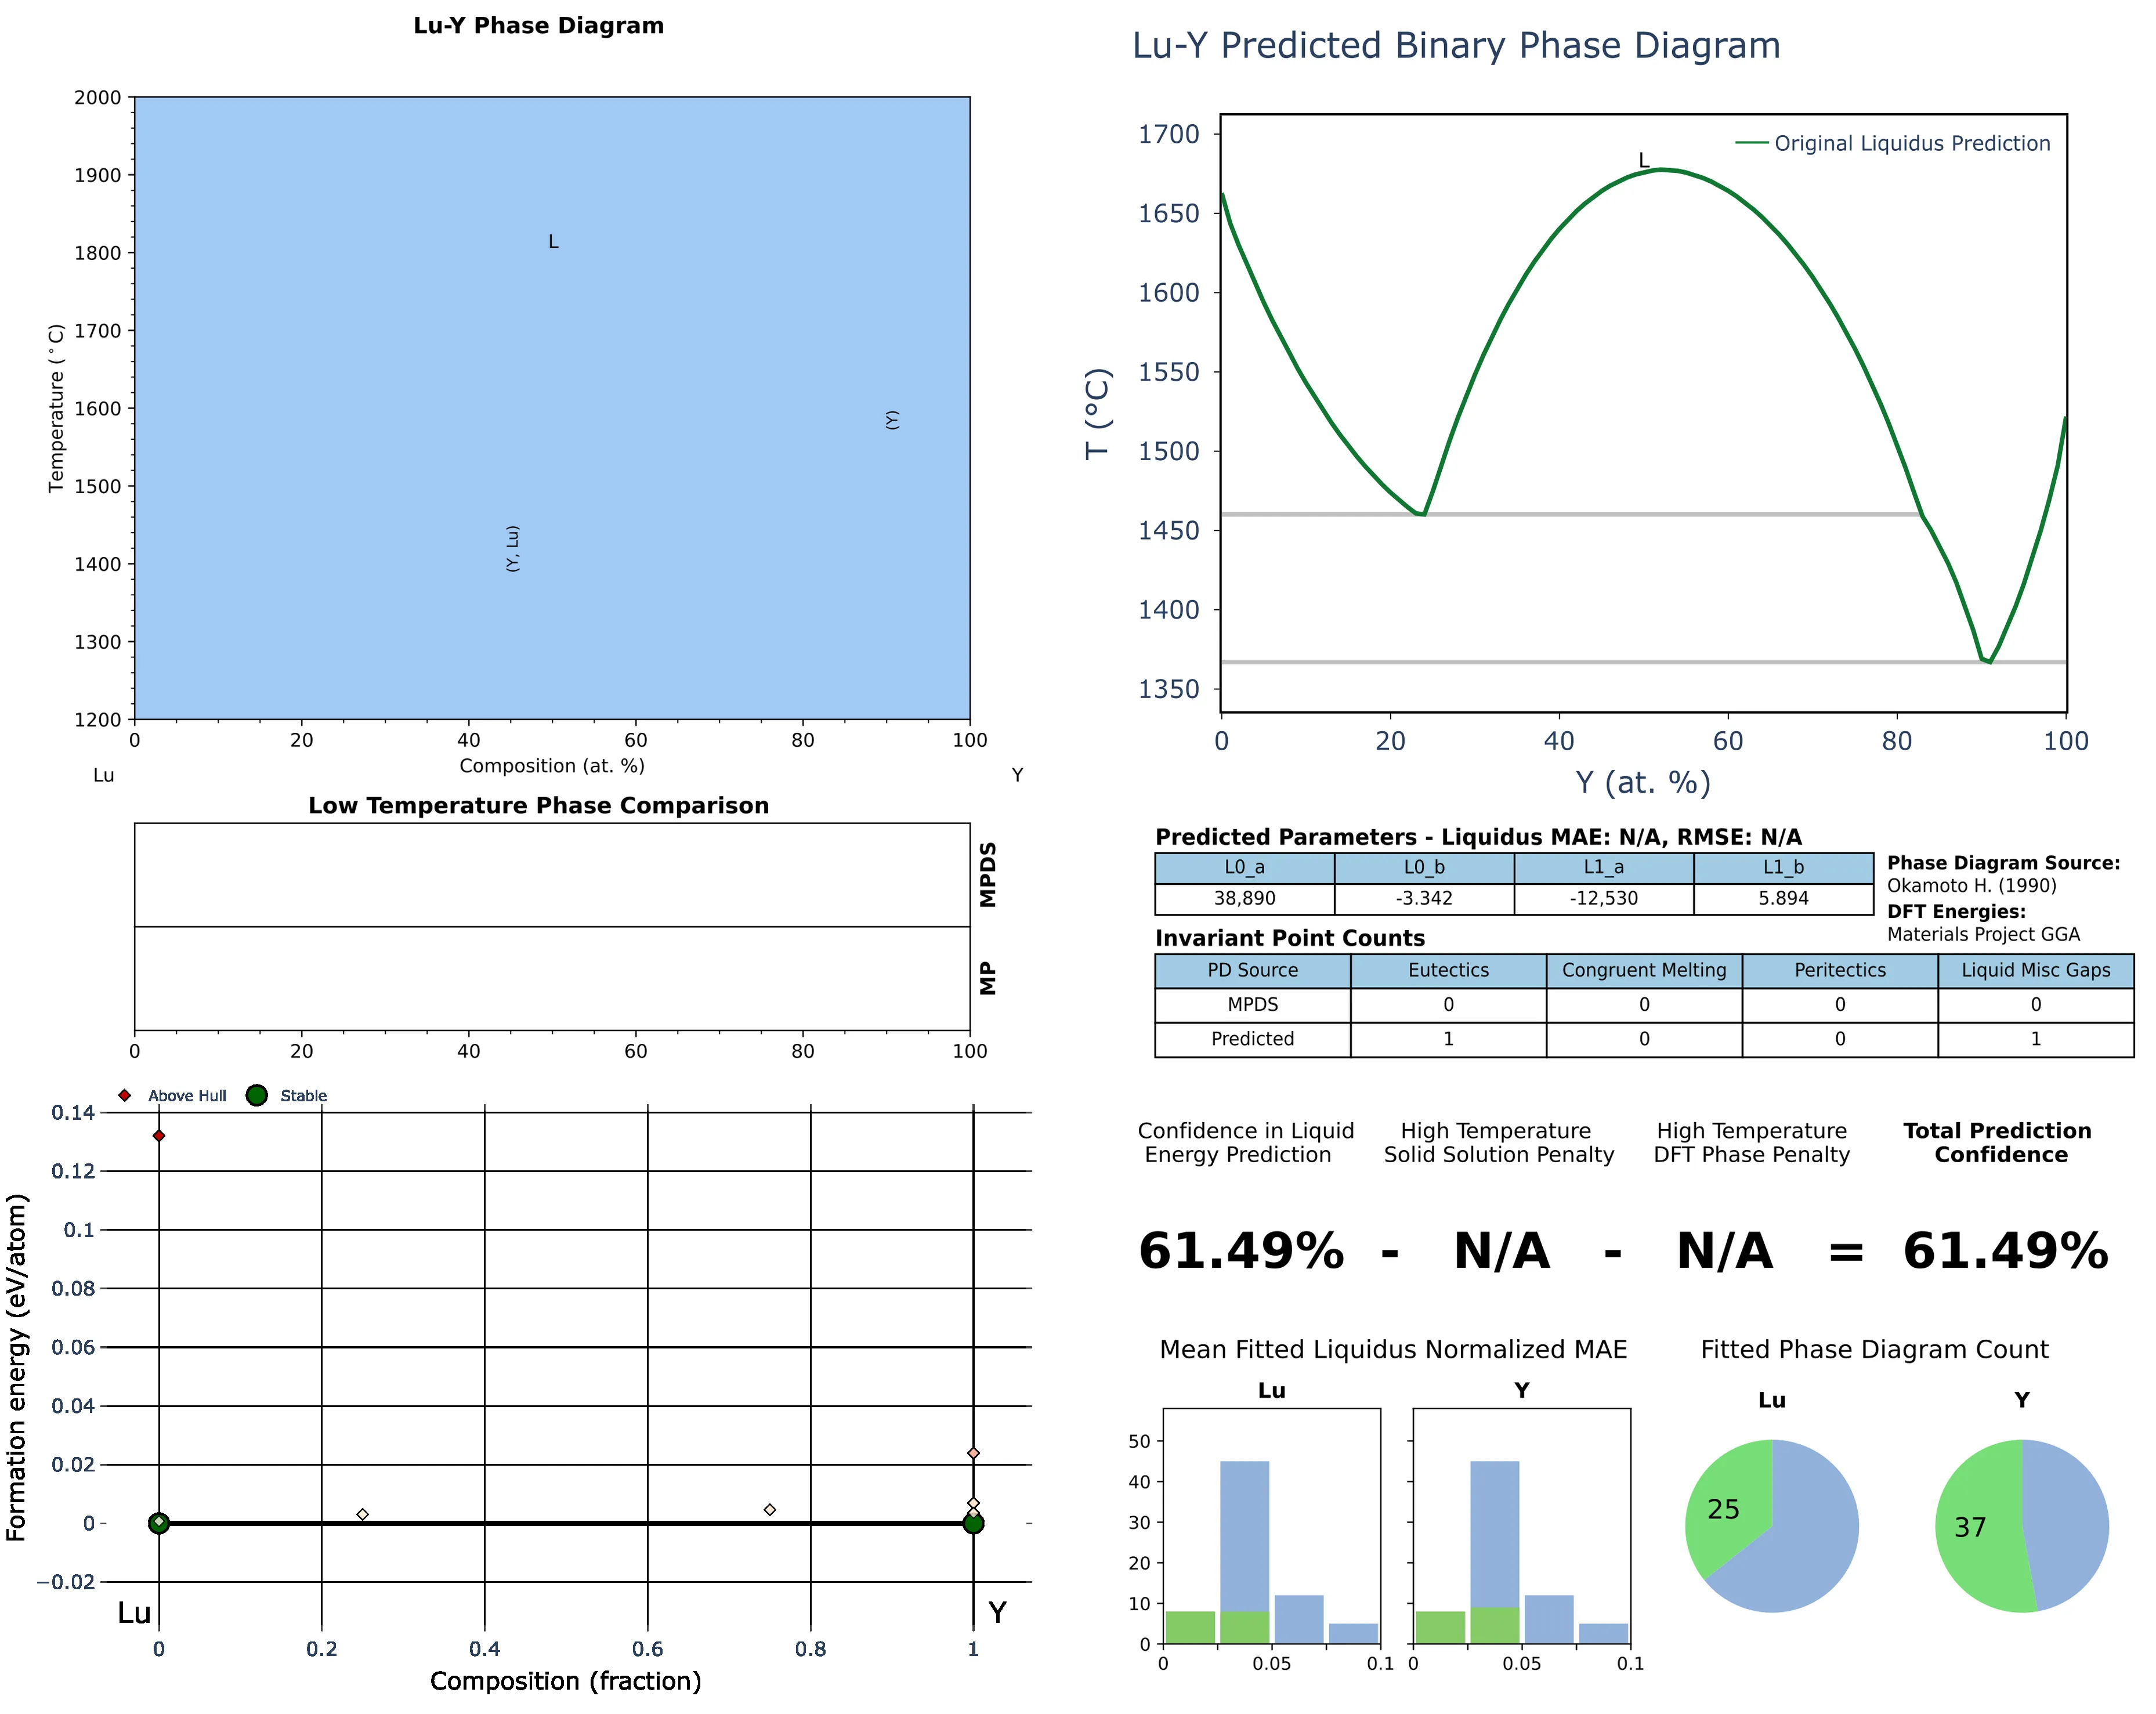 Lu-Y Phase Diagram
2000
1900
1800
1700
1600
1500
1400
1300
1200
Temperature (°C)
L
(Y)
(Y, Lu)
0 20 40 60 80 100
Composition (at. %)
Lu Y
Low Temperature Phase Comparison
MPDS
MP
0 20 40 60 80 100
Above Hull Stable
0.14
0.12
0.1
0.08
0.06
0.04
0.02
0
−0.02
Formation energy (eV/atom)
Lu Y
0 0.2 0.4 0.6 0.8 1
Composition (fraction)
Lu-Y Predicted Binary Phase Diagram
Original Liquidus Prediction
L
1700
1650
1600
1550
1500
1450
1400
1350
T (°C)
0 20 40 60 80 100
Y (at. %)
Predicted Parameters - Liquidus MAE: N/A, RMSE: N/A
L0_a L0_b L1_a L1_b
38,890 -3.342 -12,530 5.894
Phase Diagram Source:
Okamoto H. (1990)
DFT Energies:
Materials Project GGA
Invariant Point Counts
PD Source Eutectics Congruent Melting Peritectics Liquid Misc Gaps
MPDS 0 0 0 0
Predicted 1 0 0 1
Confidence in Liquid
Energy Prediction
High Temperature
Solid Solution Penalty
High Temperature
DFT Phase Penalty
Total Prediction
Confidence
61.49% - N/A - N/A = 61.49%
Mean Fitted Liquidus Normalized MAE
Lu Y
50
40
30
20
10
0
0 0.05 0.1 0 0.05 0.1
Fitted Phase Diagram Count
Lu Y
25 37